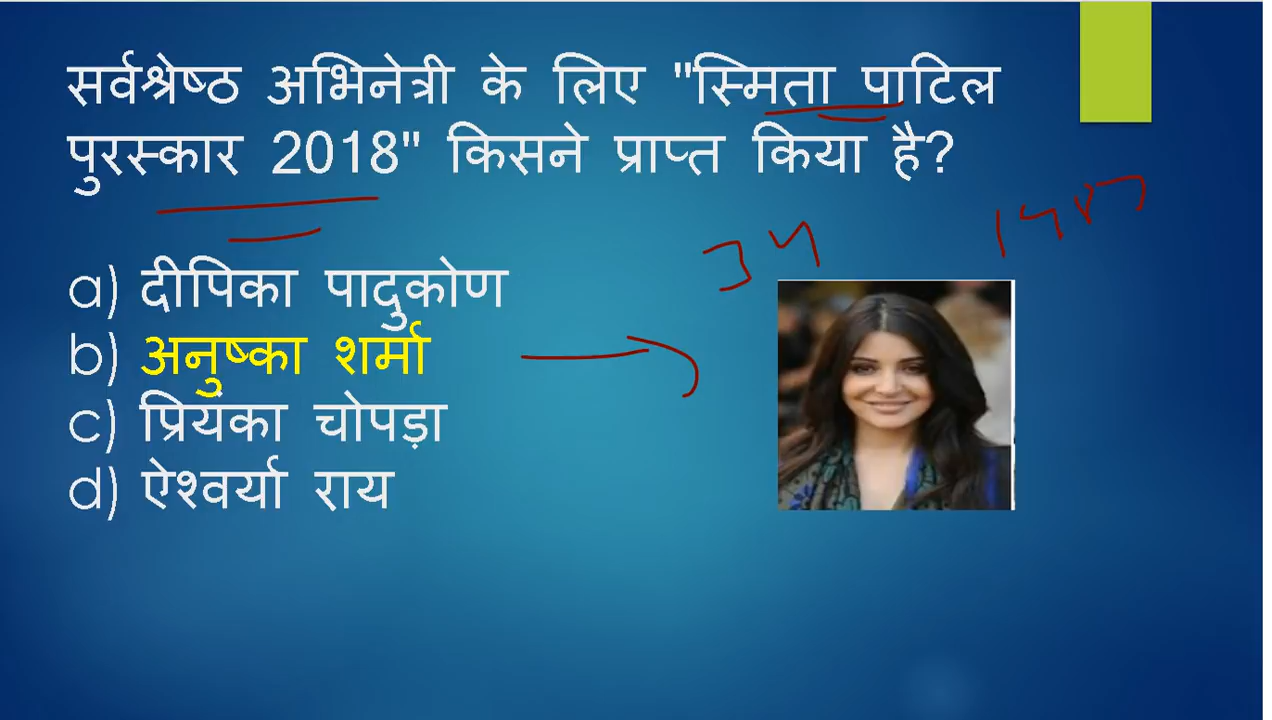 सर्वश्रेष्ठ अभिनेत्री के लिए "स्मिता पाटिल
पुरस्कार 2018" किसने प्राप्त किया है?
a) दीपिका पादुकोण
b) अनुष्का शर्मा
c) प्रियंका चोपड़ा
d) ऐश्वर्या राय